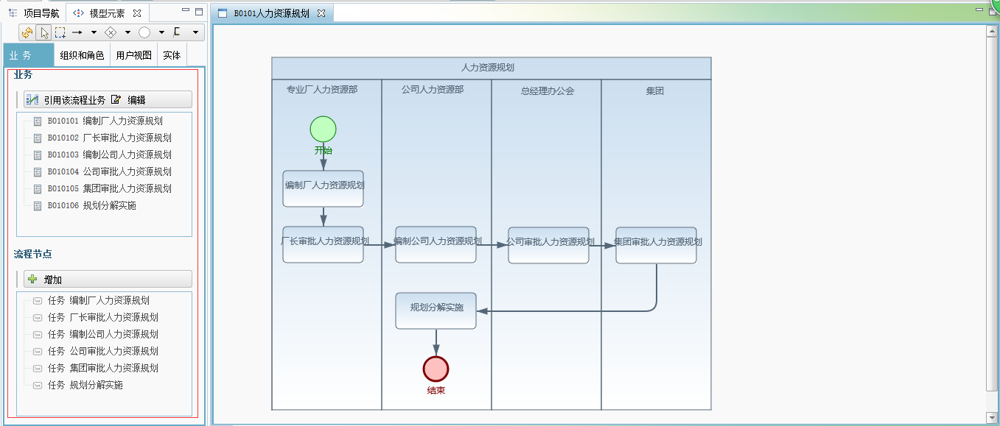 项目导航 模型元素
业 务 组织和角色 用户视图 实体
业务
引用该流程业务 编辑
B010101 编制厂人力资源规划
B010102 厂长审批人力资源规划
B010103 编制公司人力资源规划
B010104 公司审批人力资源规划
B010105 集团审批人力资源规划
B010106 规划分解实施
流程节点
增加
任务 编制厂人力资源规划
任务 厂长审批人力资源规划
任务 编制公司人力资源规划
任务 公司审批人力资源规划
任务 集团审批人力资源规划
任务 规划分解实施
B0101人力资源规划
人力资源规划
专业厂人力资源部 公司人力资源部 总经理办公会 集团
开始
编制厂人力资源规划
厂长审批人力资源规划 编制公司人力资源规划 公司审批人力资源规划 集团审批人力资源规划
规划分解实施
结束